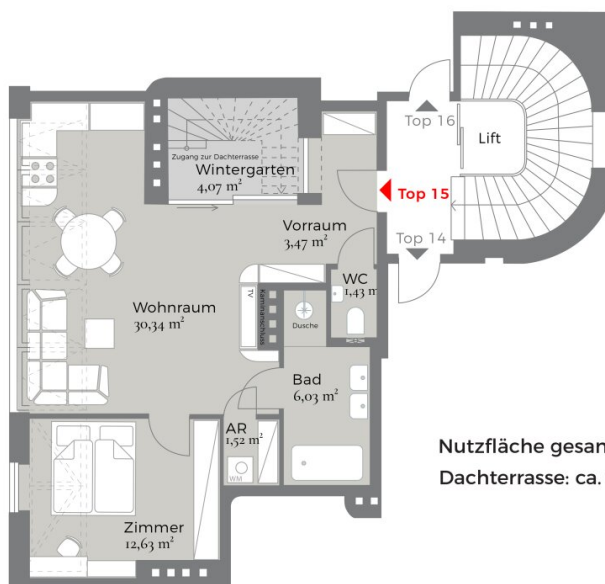 Top 16
Lift
Zugang zur Dachterrasse
Wintergarten
4,07 m²
Top 15
Vorraum
3,47 m²
Top 14
WC
1,43 m
Wohnraum
30,34 m²
TV
Kaminanschluss
Dusche
Bad
6,03 m²
AR
1,52 m²
WM
Nutzfläche gesan
Dachterrasse: ca.
Zimmer
12,63 m²